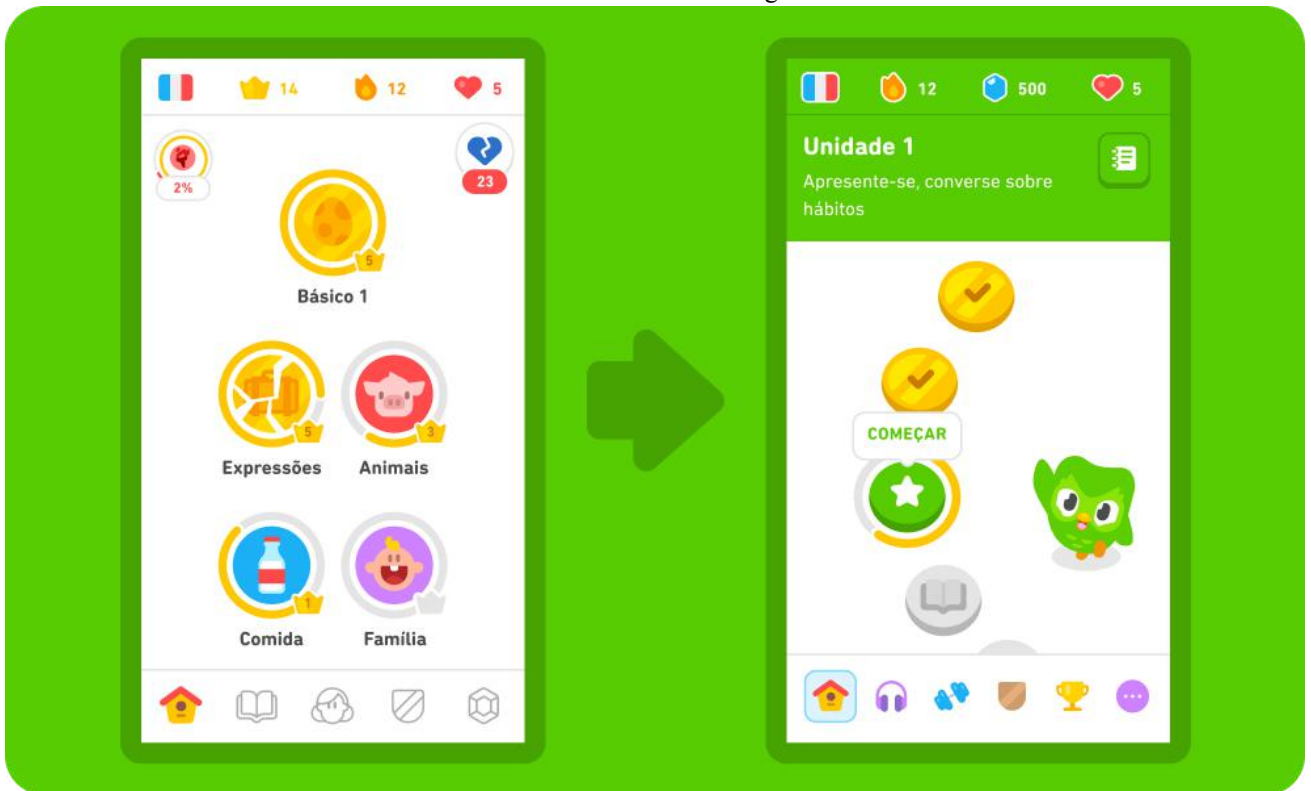 14 12 5
2%
23
5
Básico 1
5
3
Expressões Animais
1
Comida Família
12 500 5
Unidade 1
Apresente-se, converse sobre
hábitos
COMEÇAR